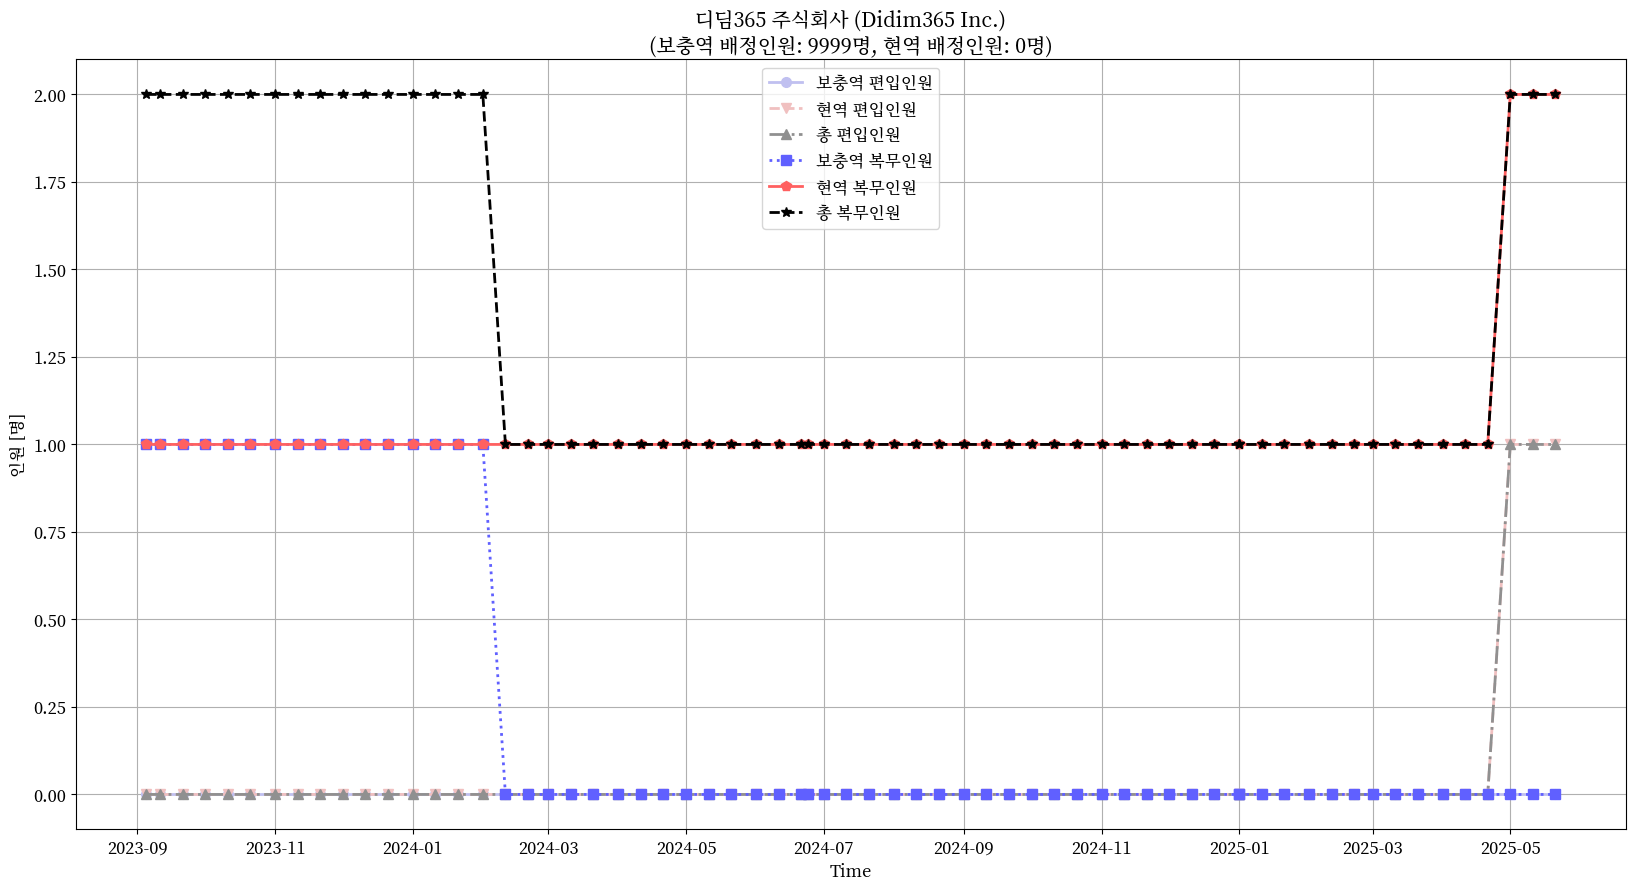 디딤365 주식회사 (Didim365 Inc.)
(보충역 배정인원: 9999명, 현역 배정인원: 0명)
보충역 편입인원
현역 편입인원
총 편입인원
보충역 복무인원
현역 복무인원
총 복무인원
2.00
1.75
1.50
1.25
1.00
0.75
0.50
0.25
0.00
인원 [명]
2023-09 2023-11 2024-01 2024-03 2024-05 2024-07 2024-09 2024-11 2025-01 2025-03 2025-05
Time